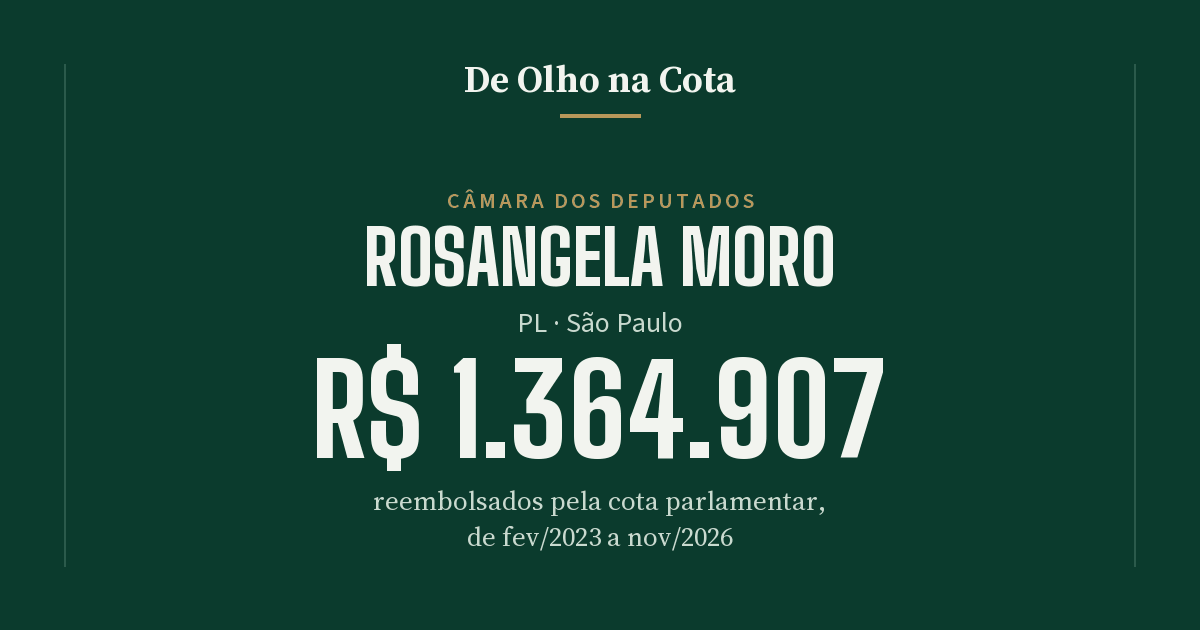 De Olho na Cota
CÂMARA DOS DEPUTADOS
ROSANGELA MORO
PL · São Paulo
R$ 1.364.907
reembolsados pela cota parlamentar,
de fev/2023 a nov/2026